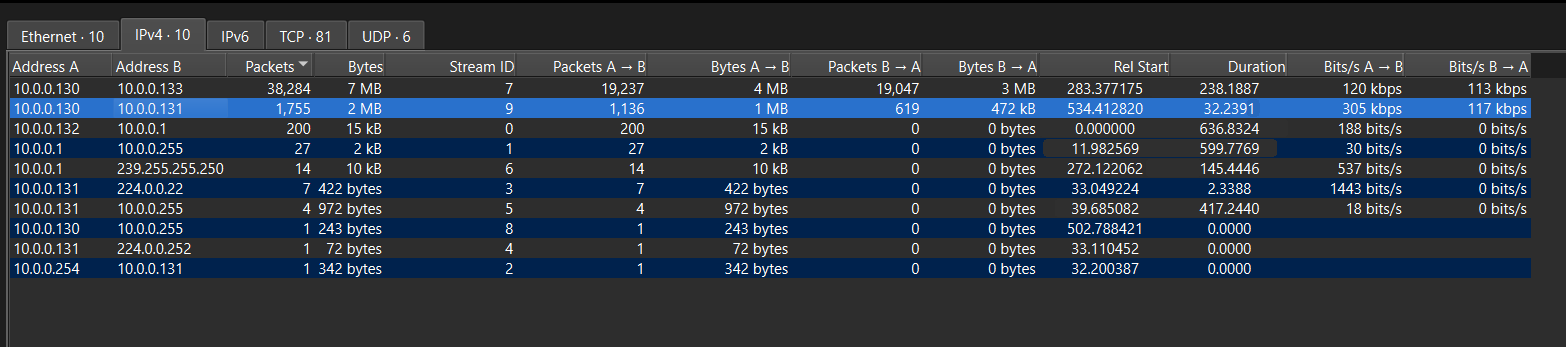 Ethernet · 10 IPv4 · 10 IPv6 TCP · 81 UDP · 6
Address A Address B Packets Bytes Stream ID Packets A → B Bytes A → B Packets B → A Bytes B → A Rel Start Duration Bits/s A → B Bits/s B → A
10.0.0.130 10.0.0.133 38,284 7 MB 7 19,237 4 MB 19,047 3 MB 283.377175 238.1887 120 kbps 113 kbps
10.0.0.130 10.0.0.131 1,755 2 MB 9 1,136 1 MB 619 472 kB 534.412820 32.2391 305 kbps 117 kbps
10.0.0.132 10.0.0.1 200 15 kB 0 200 15 kB 0 0 bytes 0.000000 636.8324 188 bits/s 0 bits/s
10.0.0.1 10.0.0.255 27 2 kB 1 27 2 kB 0 0 bytes 11.982569 599.7769 30 bits/s 0 bits/s
10.0.0.1 239.255.255.250 14 10 kB 6 14 10 kB 0 0 bytes 272.122062 145.4446 537 bits/s 0 bits/s
10.0.0.131 224.0.0.22 7 422 bytes 3 7 422 bytes 0 0 bytes 33.049224 2.3388 1443 bits/s 0 bits/s
10.0.0.131 10.0.0.255 4 972 bytes 5 4 972 bytes 0 0 bytes 39.685082 417.2440 18 bits/s 0 bits/s
10.0.0.130 10.0.0.255 1 243 bytes 8 1 243 bytes 0 0 bytes 502.788421 0.0000
10.0.0.131 224.0.0.252 1 72 bytes 4 1 72 bytes 0 0 bytes 33.110452 0.0000
10.0.0.254 10.0.0.131 1 342 bytes 2 1 342 bytes 0 0 bytes 32.200387 0.0000